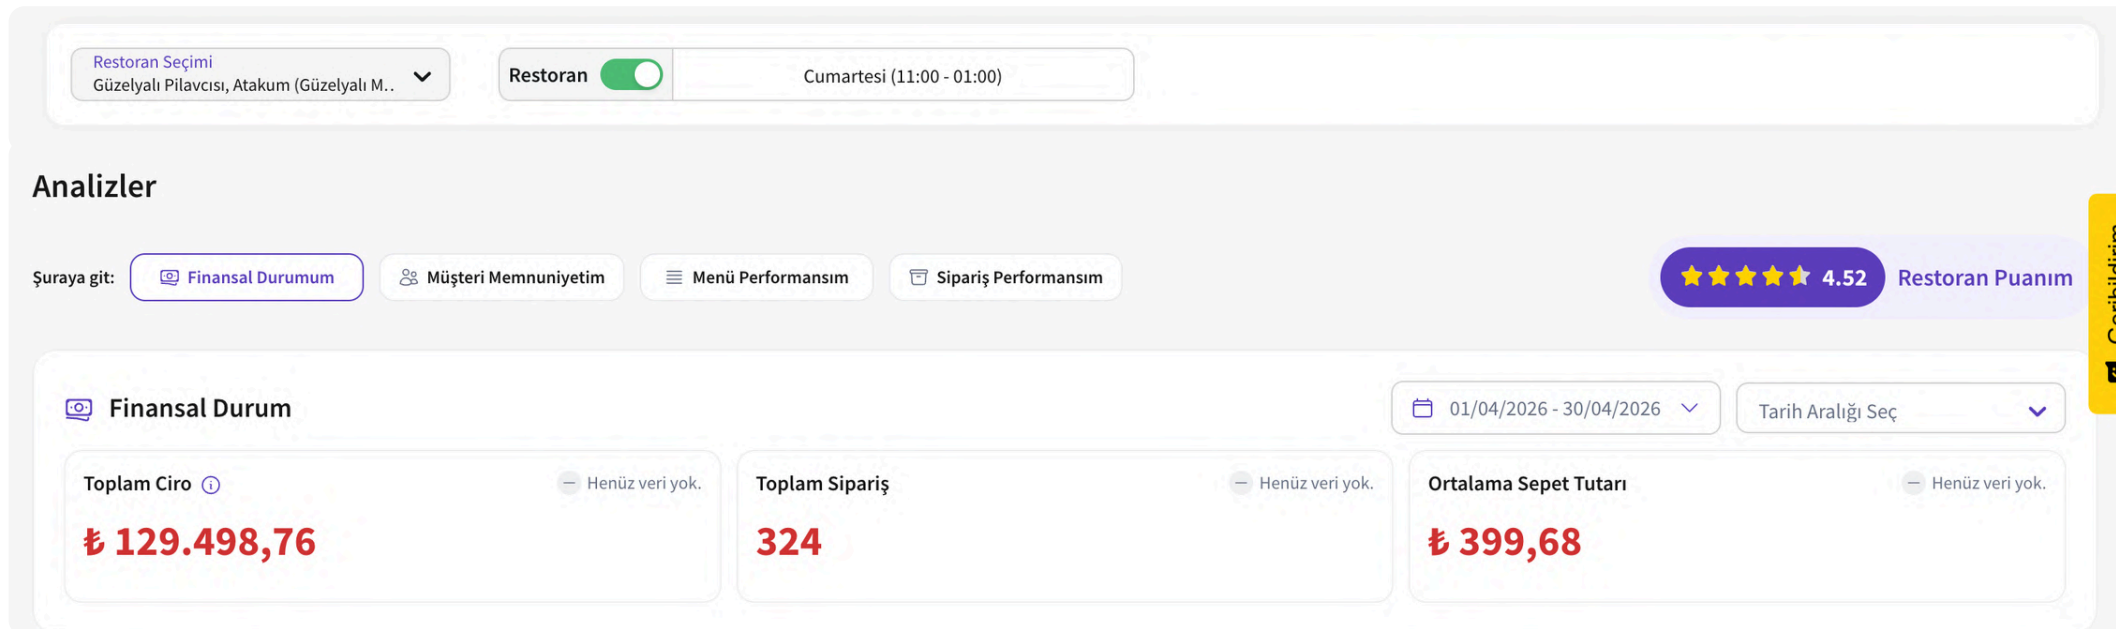 Restoran Seçimi
Güzelyalı Pilavcısı, Atakum (Güzelyalı M..
Restoran
Cumartesi (11:00 - 01:00)
Analizler
Şuraya git:
Finansal Durumum
Müşteri Memnuniyetim
Menü Performansım
Sipariş Performansım
4.52
Restoran Puanım
Geribildirim
Finansal Durum
01/04/2026 - 30/04/2026
Tarih Aralığı Seç
Toplam Ciro
Henüz veri yok.
₺ 129.498,76
Toplam Sipariş
Henüz veri yok.
324
Ortalama Sepet Tutarı
Henüz veri yok.
₺ 399,68